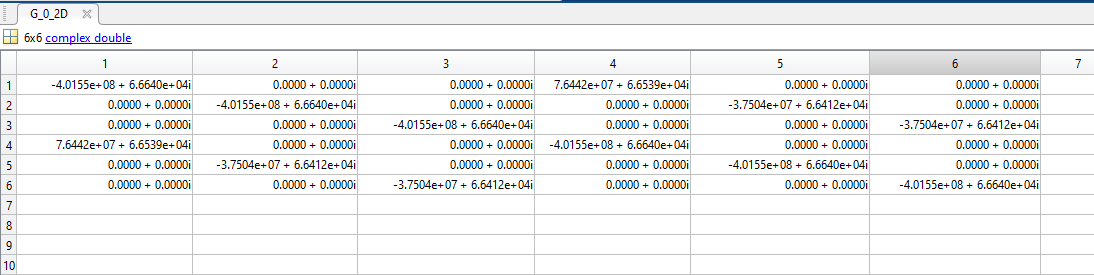 G_0_2D
6x6 complex double
1 2 3 4 5 6 7
1 -4.0155e+08 + 6.6640e+04i 0.0000 + 0.0000i 0.0000 + 0.0000i 7.6442e+07 + 6.6539e+04i 0.0000 + 0.0000i 0.0000 + 0.0000i
2 0.0000 + 0.0000i -4.0155e+08 + 6.6640e+04i 0.0000 + 0.0000i 0.0000 + 0.0000i -3.7504e+07 + 6.6412e+04i 0.0000 + 0.0000i
3 0.0000 + 0.0000i 0.0000 + 0.0000i -4.0155e+08 + 6.6640e+04i 0.0000 + 0.0000i 0.0000 + 0.0000i -3.7504e+07 + 6.6412e+04i
4 7.6442e+07 + 6.6539e+04i 0.0000 + 0.0000i 0.0000 + 0.0000i -4.0155e+08 + 6.6640e+04i 0.0000 + 0.0000i 0.0000 + 0.0000i
5 0.0000 + 0.0000i -3.7504e+07 + 6.6412e+04i 0.0000 + 0.0000i 0.0000 + 0.0000i -4.0155e+08 + 6.6640e+04i 0.0000 + 0.0000i
6 0.0000 + 0.0000i 0.0000 + 0.0000i -3.7504e+07 + 6.6412e+04i 0.0000 + 0.0000i 0.0000 + 0.0000i -4.0155e+08 + 6.6640e+04i
7
8
9
10